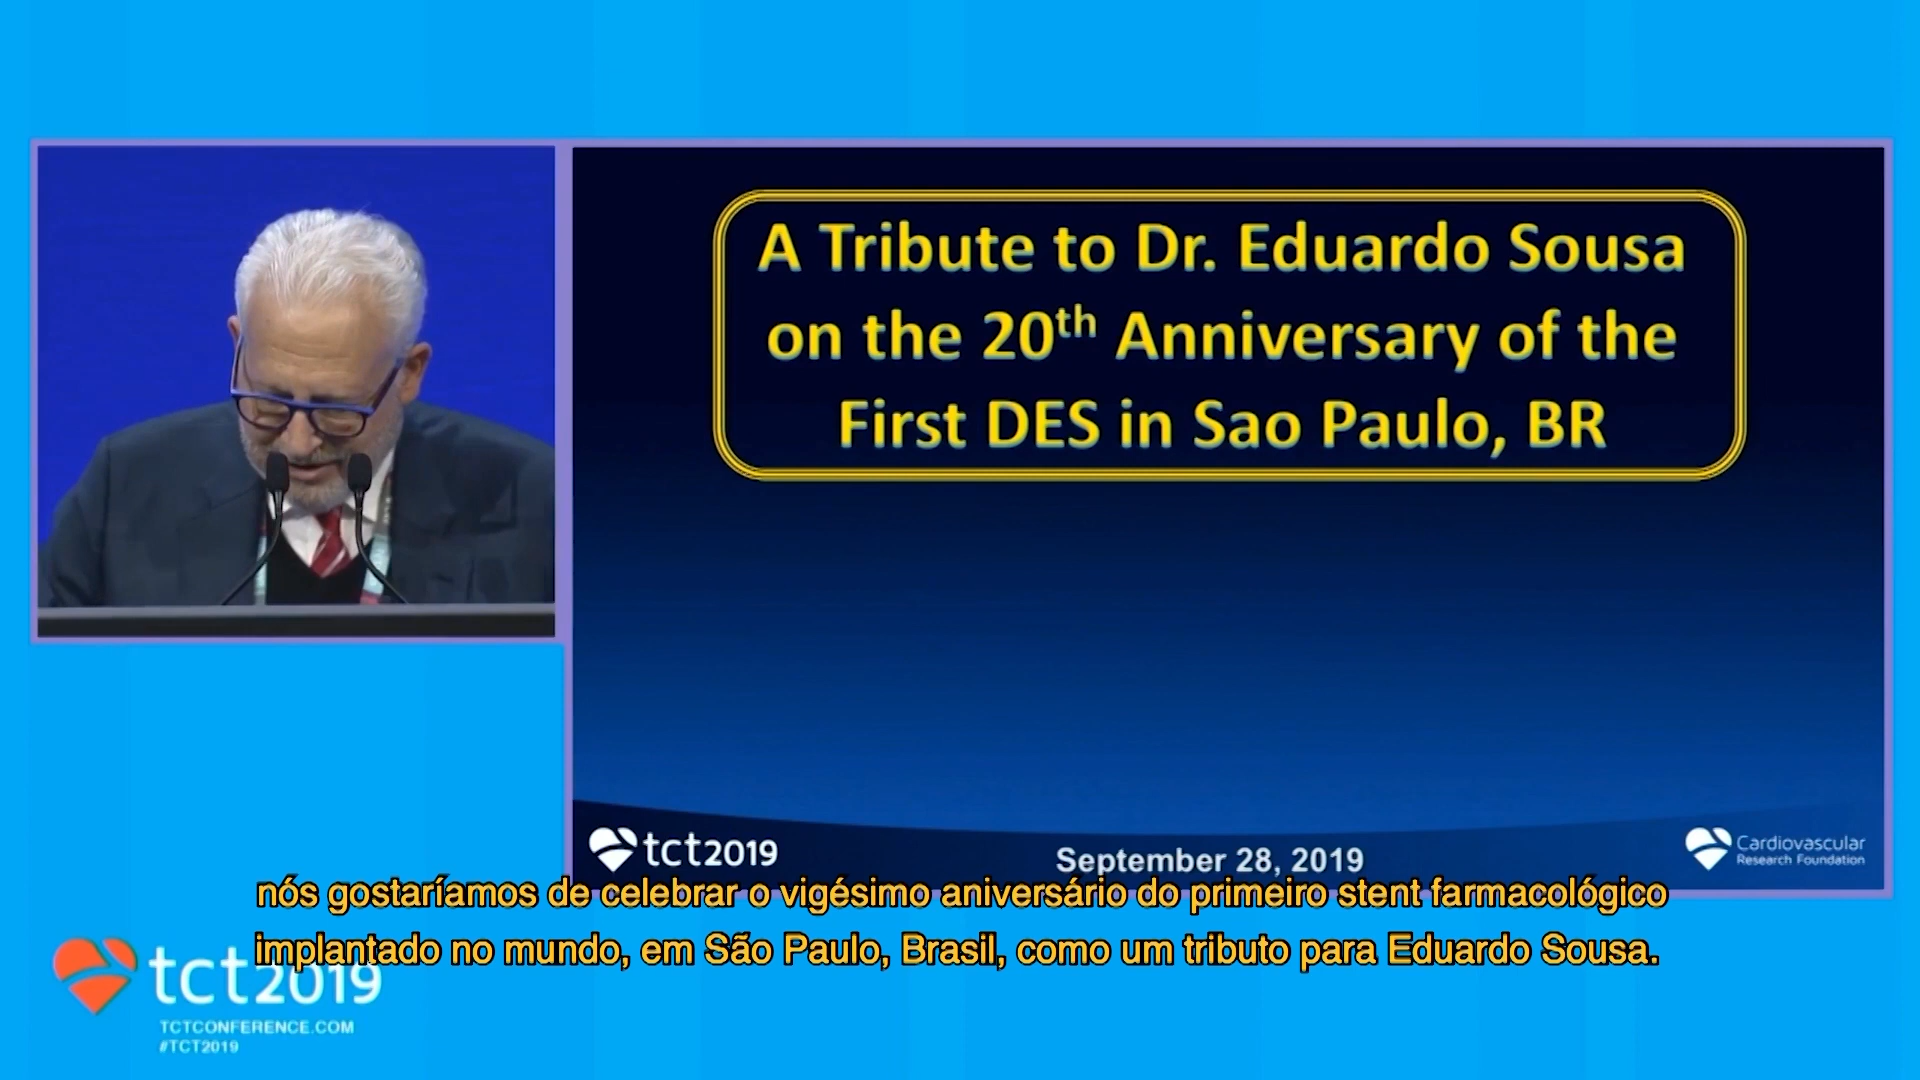 A Tribute to Dr. Eduardo Sousa
on the 20th Anniversary of the
First DES in Sao Paulo, BR
tct2019
September 28, 2019
Cardiovascular
Research Foundation
nós gostaríamos de celebrar o vigésimo aniversário do primeiro stent farmacológico
implantado no mundo, em São Paulo, Brasil, como um tributo para Eduardo Sousa.
tct2019
TCTCONFERENCE.COM
#TCT2019